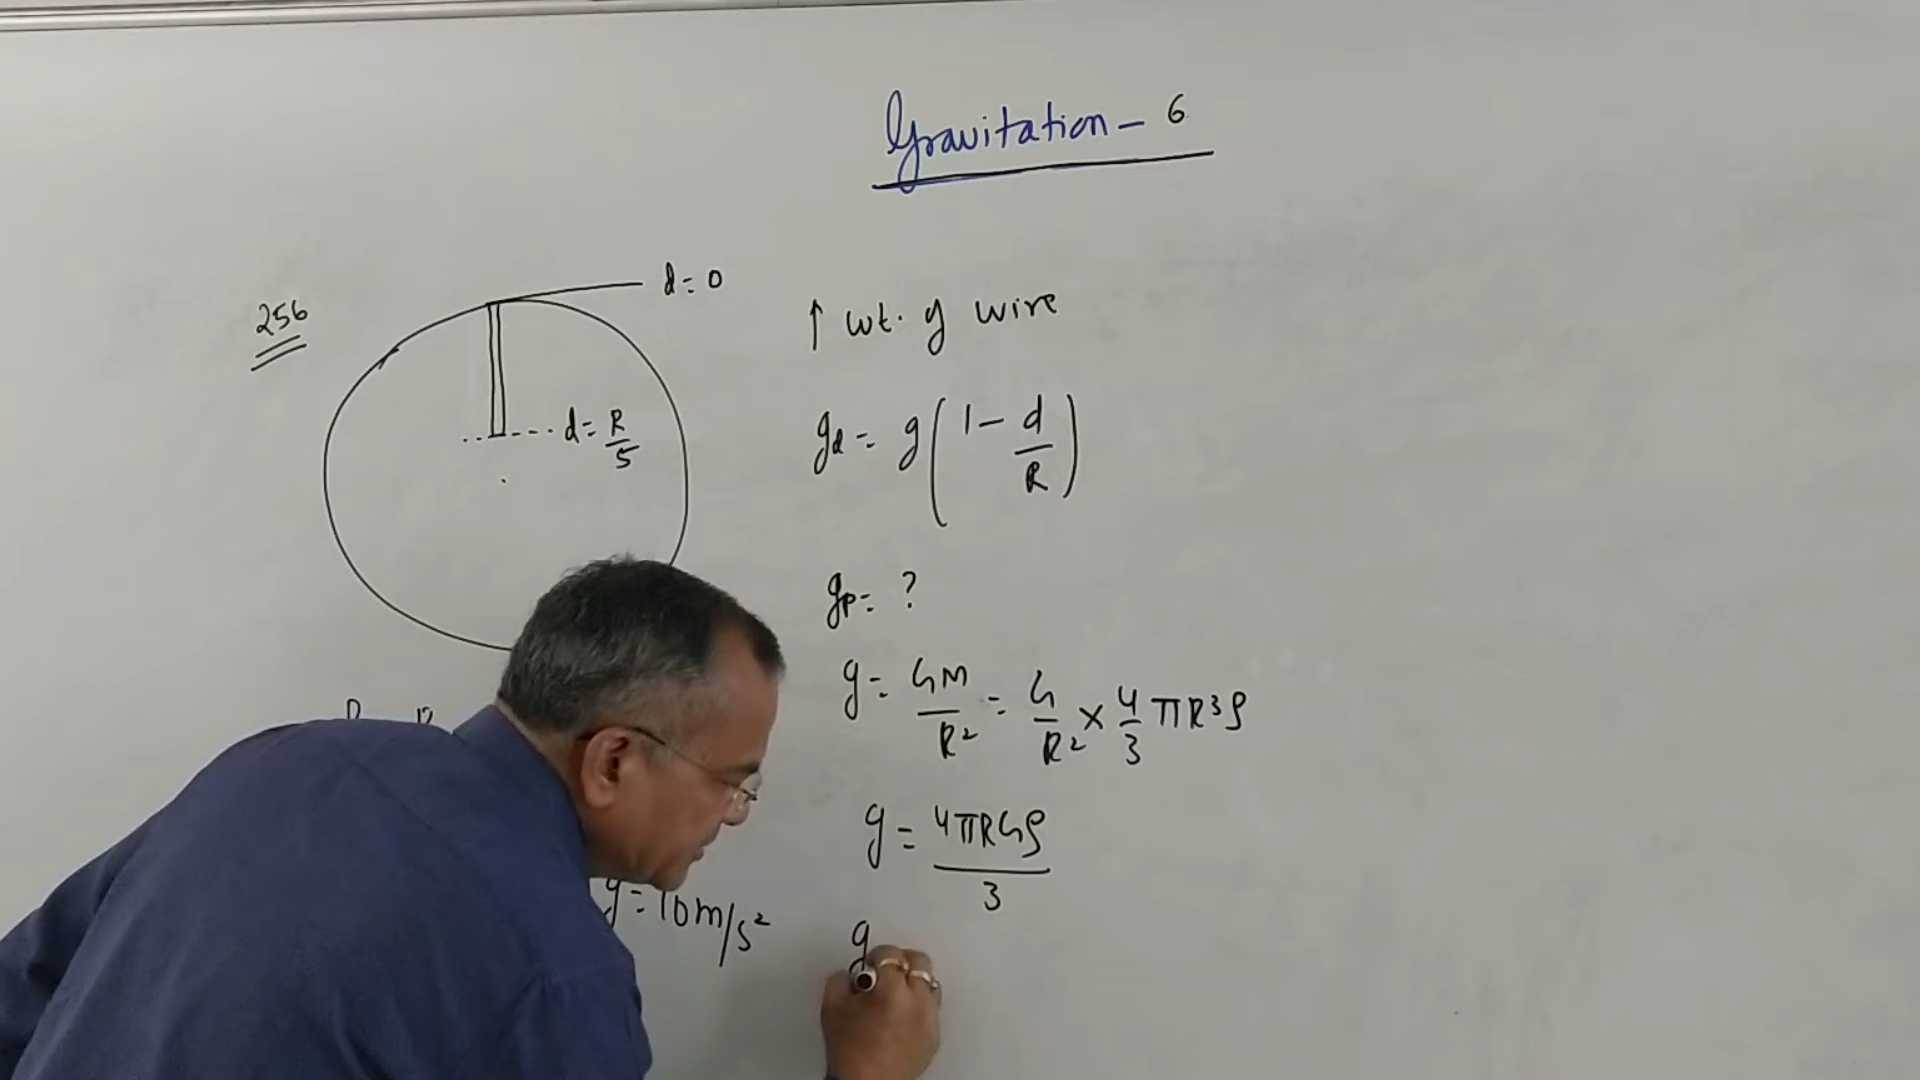 Gravitation - 6
256
d = 0
d = R/5
↑ wt. of wire
g_d = g(1 - d/R)
g_p = ?
g = GM/R² = G/R² × 4/3 πR³ρ
g = 4πRGρ/3
g = 10 m/s²
g